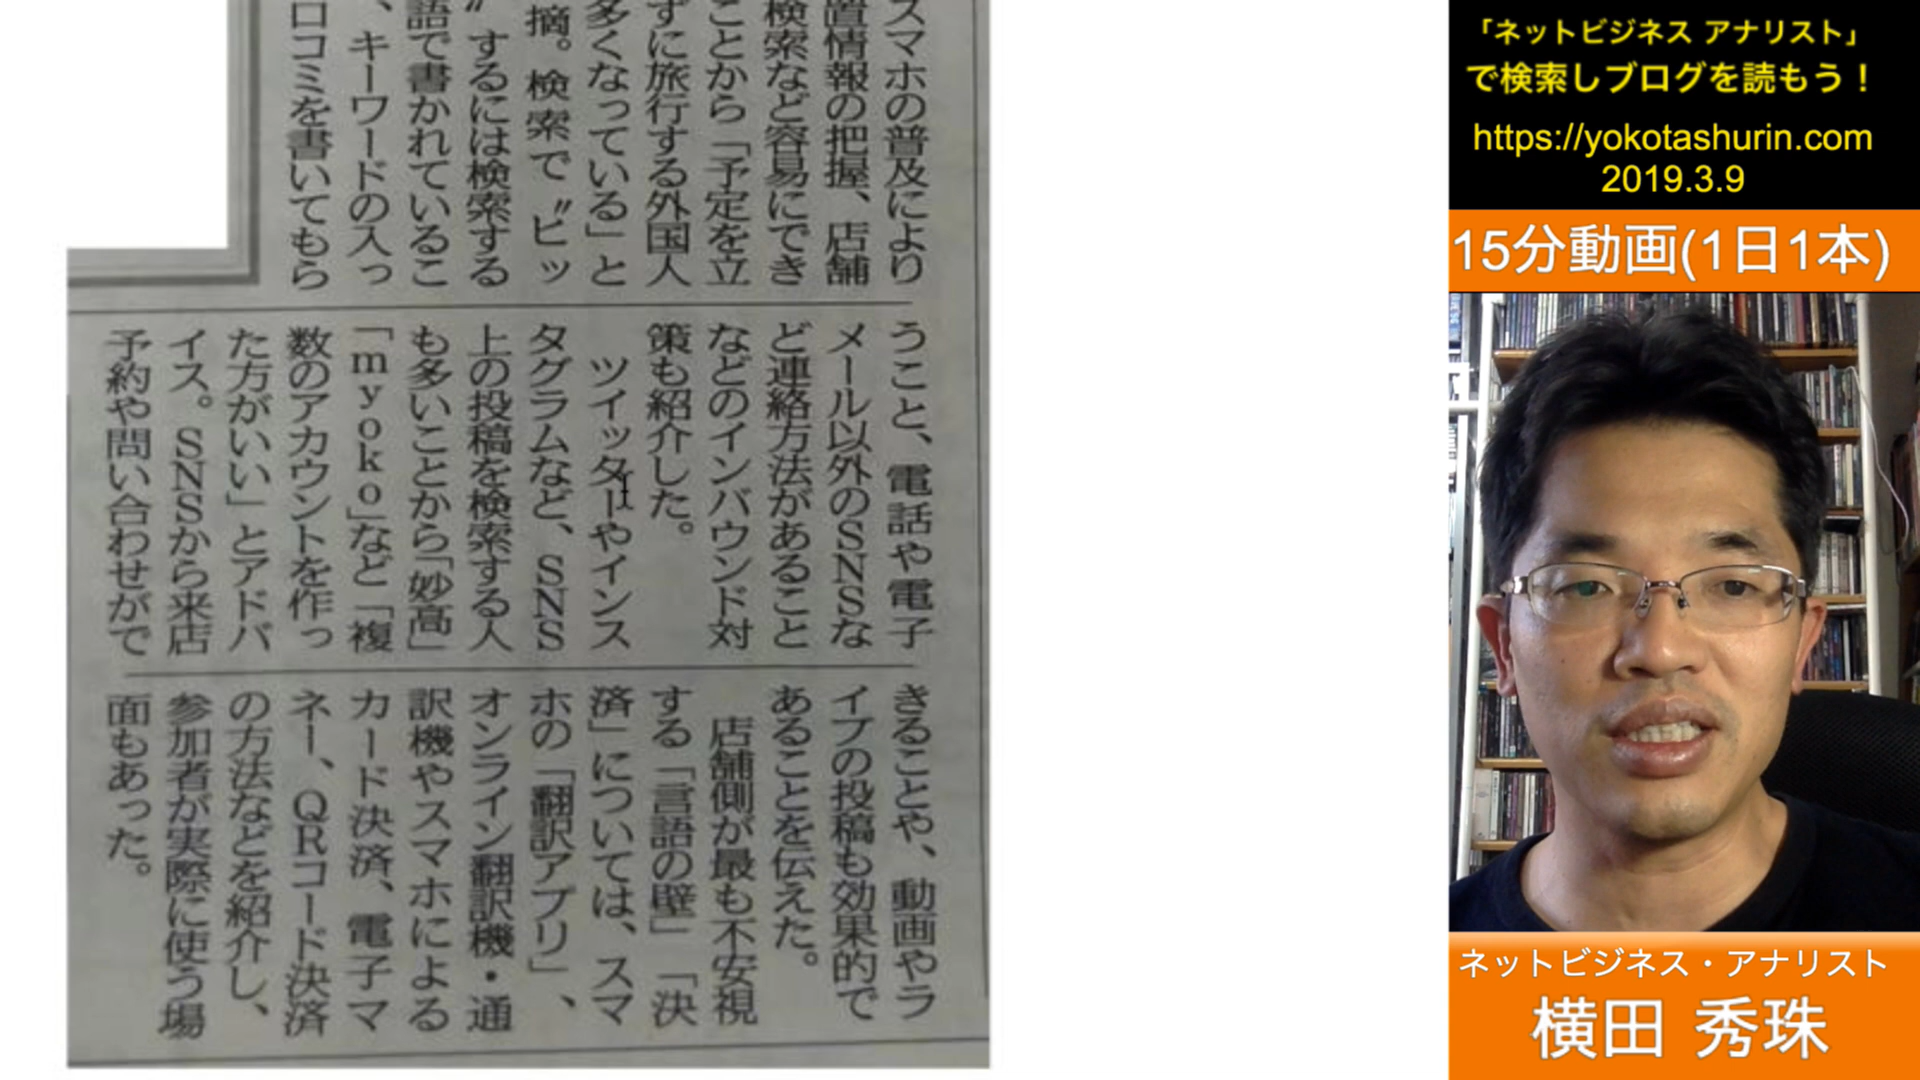 スマホの普及により
置情報の把握、店舗
検索など容易にでき
ことから「予定を立
ずに旅行する外国人
多くなっている」と
摘。検索で〝ヒッ
〟するには検索する
語で書かれているこ
、キーワードの入っ
口コミを書いてもら
うこと、電話や電子
メール以外のSNSな
ど連絡方法があること
などのインバウンド対
策も紹介した。
ツイッターやインス
タグラムなど、SNS
上の投稿を検索する人
も多いことから「妙高」
「myoko」など「複
数のアカウントを作っ
た方がいい」とアドバ
イス。SNSから来店
予約や問い合わせがで
きることや、動画やラ
イブの投稿も効果的で
あることを伝えた。
店舗側が最も不安視
する「言語の壁」「決
済」については、スマ
ホの「翻訳アプリ」、
オンライン翻訳機・通
訳機やスマホによる
カード決済、電子マ
ネー、QRコード決済
の方法などを紹介し、
参加者が実際に使う場
面もあった。
「ネットビジネス アナリスト」
で検索しブログを読もう！
https://yokotashurin.com
2019.3.9
15分動画(1日1本)
ネットビジネス・アナリスト
横田 秀珠